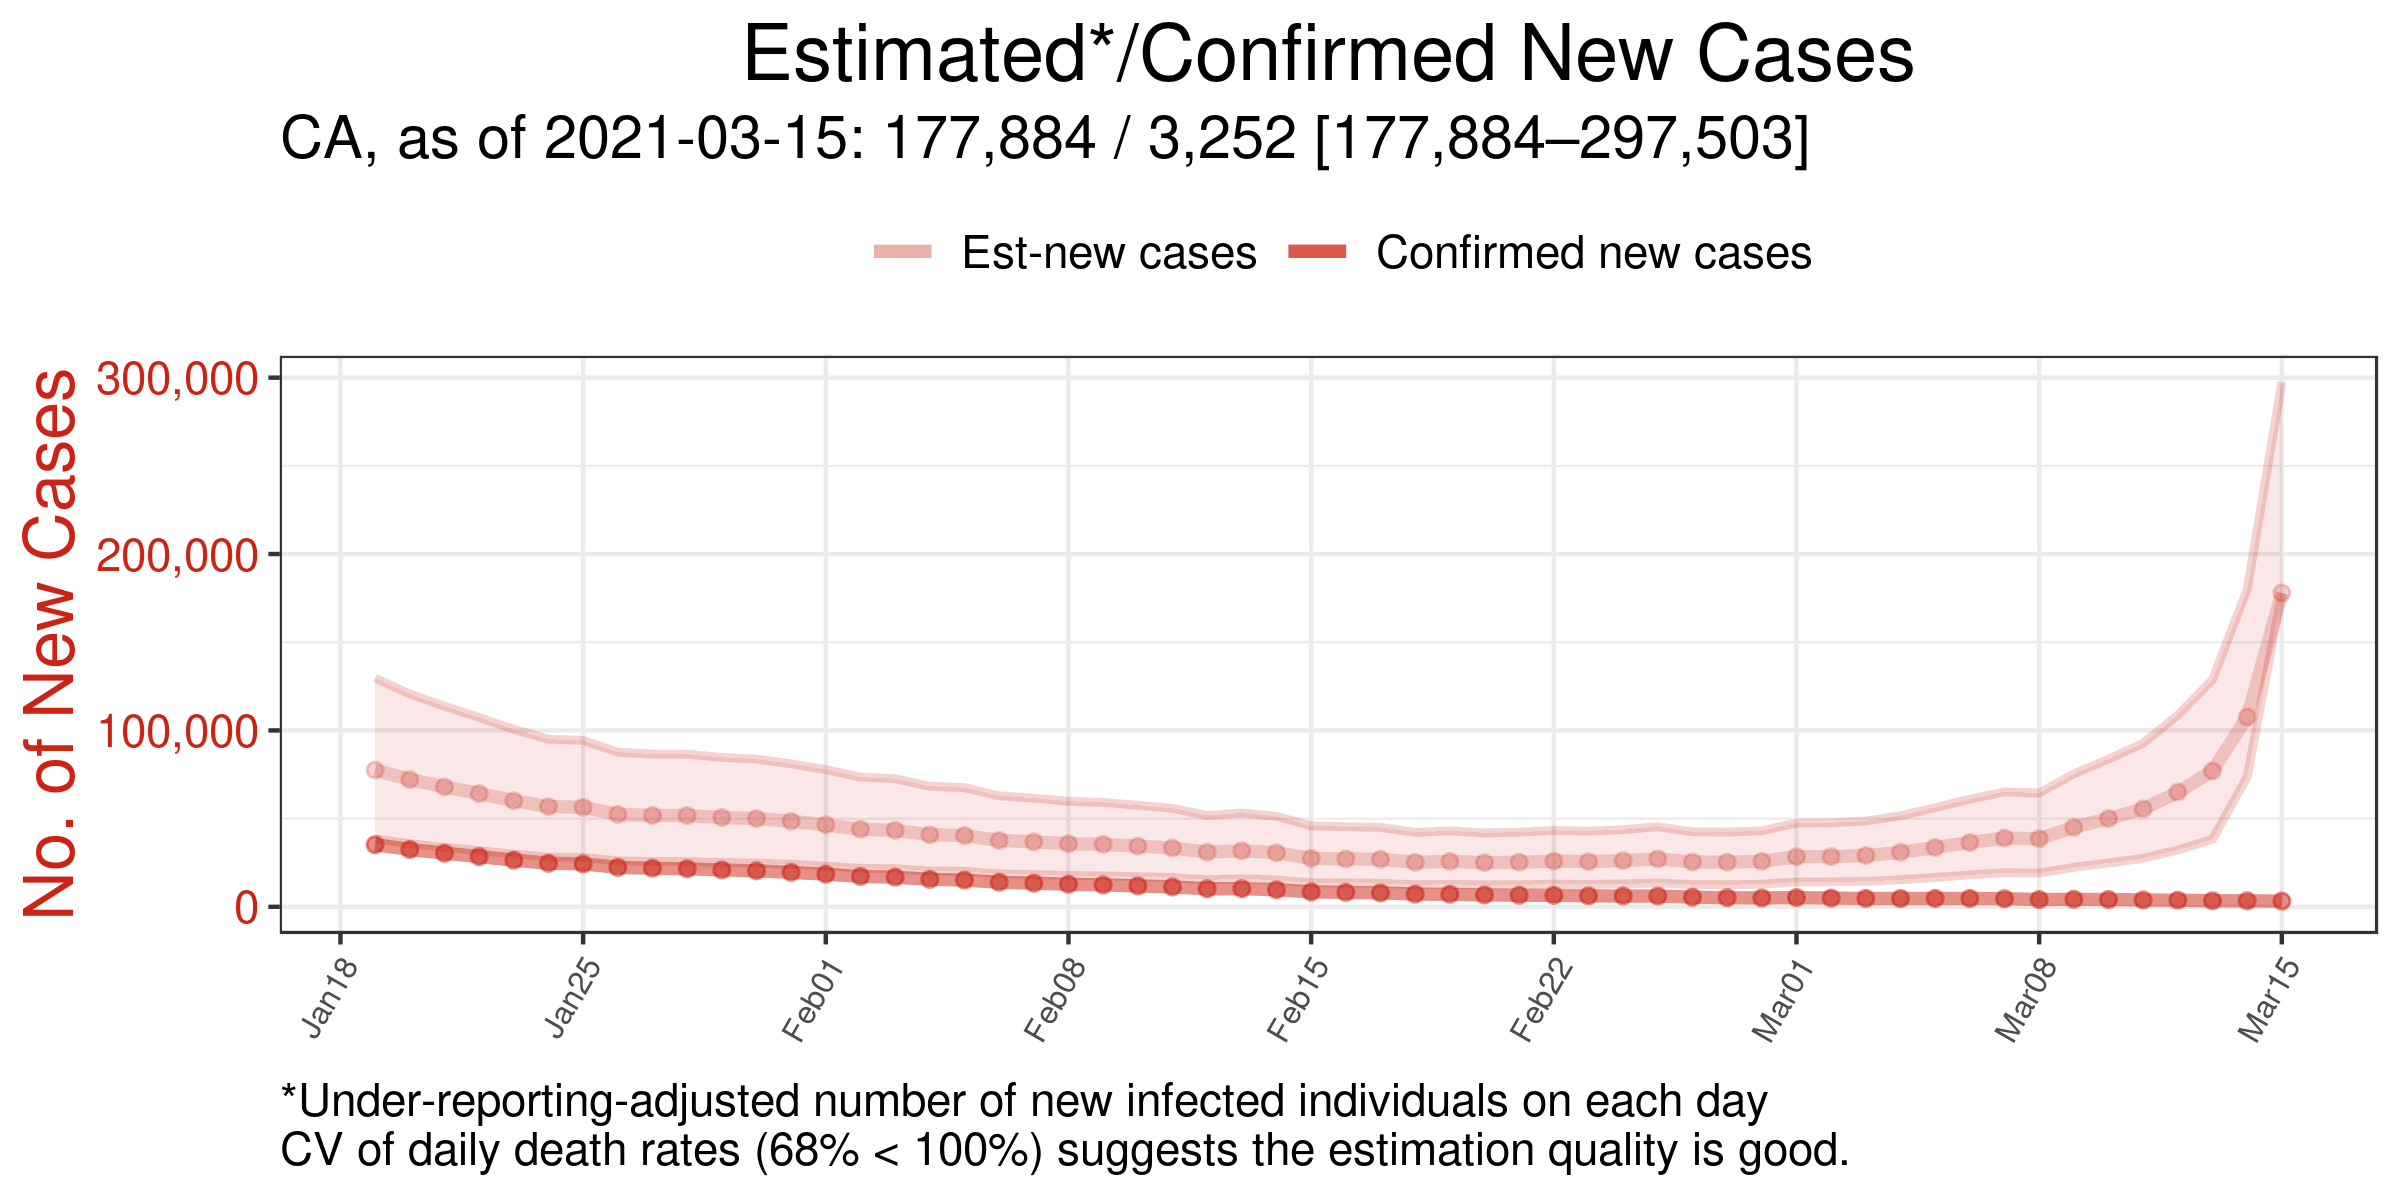 Estimated*/Confirmed New Cases
CA, as of 2021-03-15: 177,884 / 3,252 [177,884–297,503]
Est-new cases Confirmed new cases
No. of New Cases
300,000
200,000
100,000
0
Jan18 Jan25 Feb01 Feb08 Feb15 Feb22 Mar01 Mar08 Mar15
*Under-reporting-adjusted number of new infected individuals on each day
CV of daily death rates (68% < 100%) suggests the estimation quality is good.